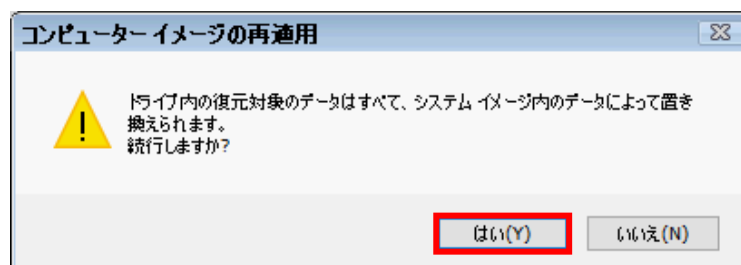 コンピューター イメージの再適用
ドライブ内の復元対象のデータはすべて、システム イメージ内のデータによって置き
換えられます。
続行しますか?
はい(Y)
いいえ(N)